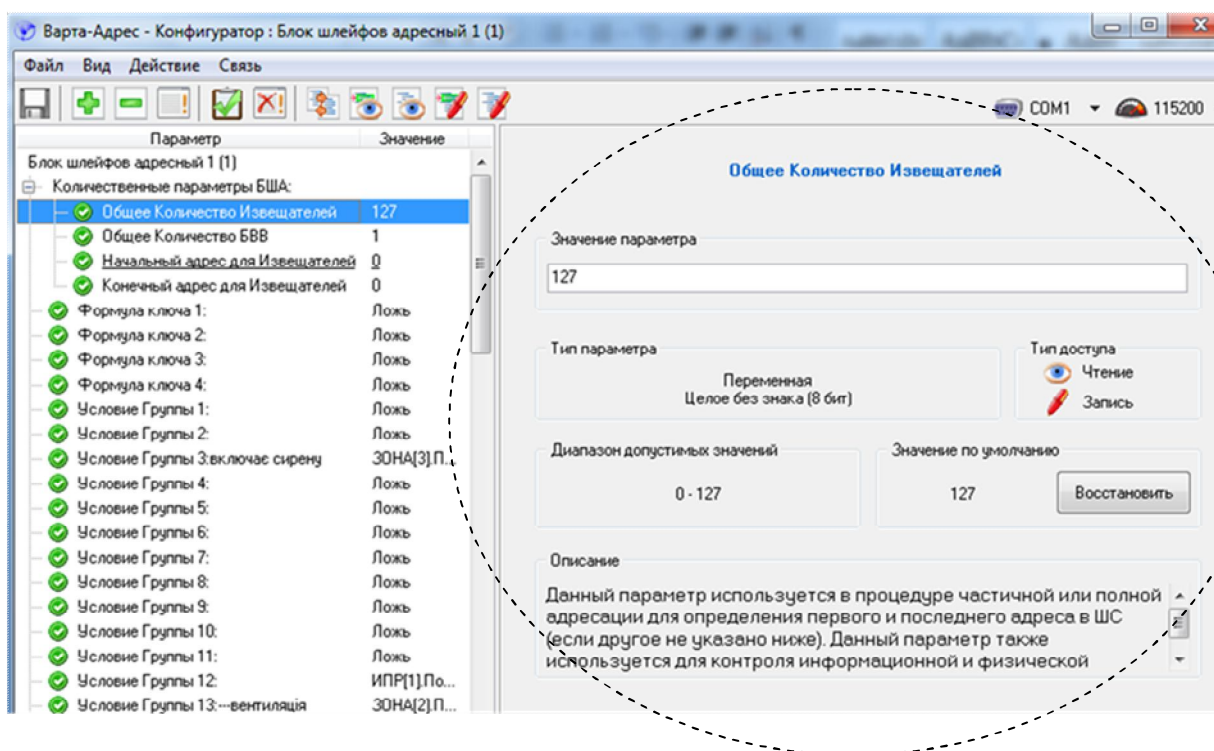 Варта-Адрес - Конфигуратор : Блок шлейфов адресный 1 (1)
Файл Вид Действие Связь
COM1 115200
Параметр Значение
Блок шлейфов адресный 1 (1)
Количественные параметры БША:
Общее Количество Извещателей 127
Общее Количество БВВ 1
Начальный адрес для Извещателей 0
Конечный адрес для Извещателей 0
Формула ключа 1: Ложь
Формула ключа 2: Ложь
Формула ключа 3: Ложь
Формула ключа 4: Ложь
Условие Группы 1: Ложь
Условие Группы 2: Ложь
Условие Группы 3:включає сирену ЗОНА[3].П...
Условие Группы 4: Ложь
Условие Группы 5: Ложь
Условие Группы 6: Ложь
Условие Группы 7: Ложь
Условие Группы 8: Ложь
Условие Группы 9: Ложь
Условие Группы 10: Ложь
Условие Группы 11: Ложь
Условие Группы 12: ИПР[1].По...
Условие Группы 13:---вентиляція ЗОНА[2].П...
Общее Количество Извещателей
Значение параметра
127
Тип параметра
Переменная
Целое без знака (8 бит)
Тип доступа
Чтение
Запись
Диапазон допустимых значений
0 - 127
Значение по умолчанию
127 Восстановить
Описание
Данный параметр используется в процедуре частичной или полной
адресации для определения первого и последнего адреса в ШС
(если другое не указано ниже). Данный параметр также
используется для контроля информационной и физической